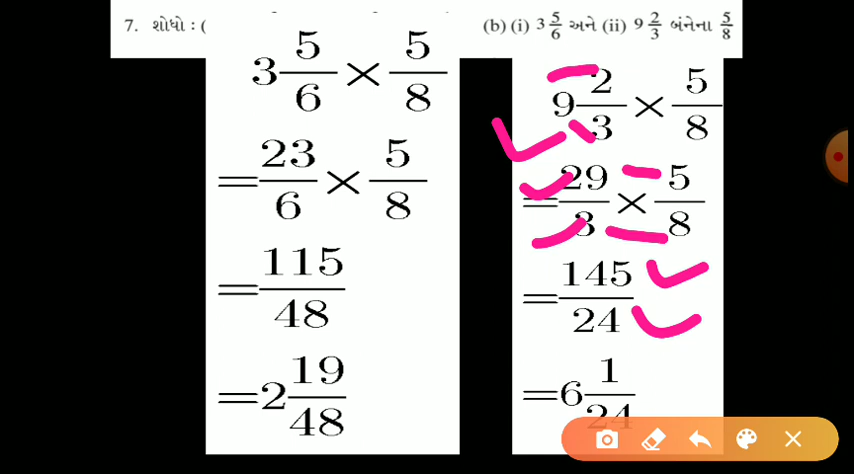 7. શોધો : (
(b) (i) 3 5/6 અને (ii) 9 2/3 બંનેના 5/8
3 5/6 × 5/8
= 23/6 × 5/8
= 115/48
= 2 19/48
9 2/3 × 5/8
= 29/3 × 5/8
= 145/24
= 6 1/24